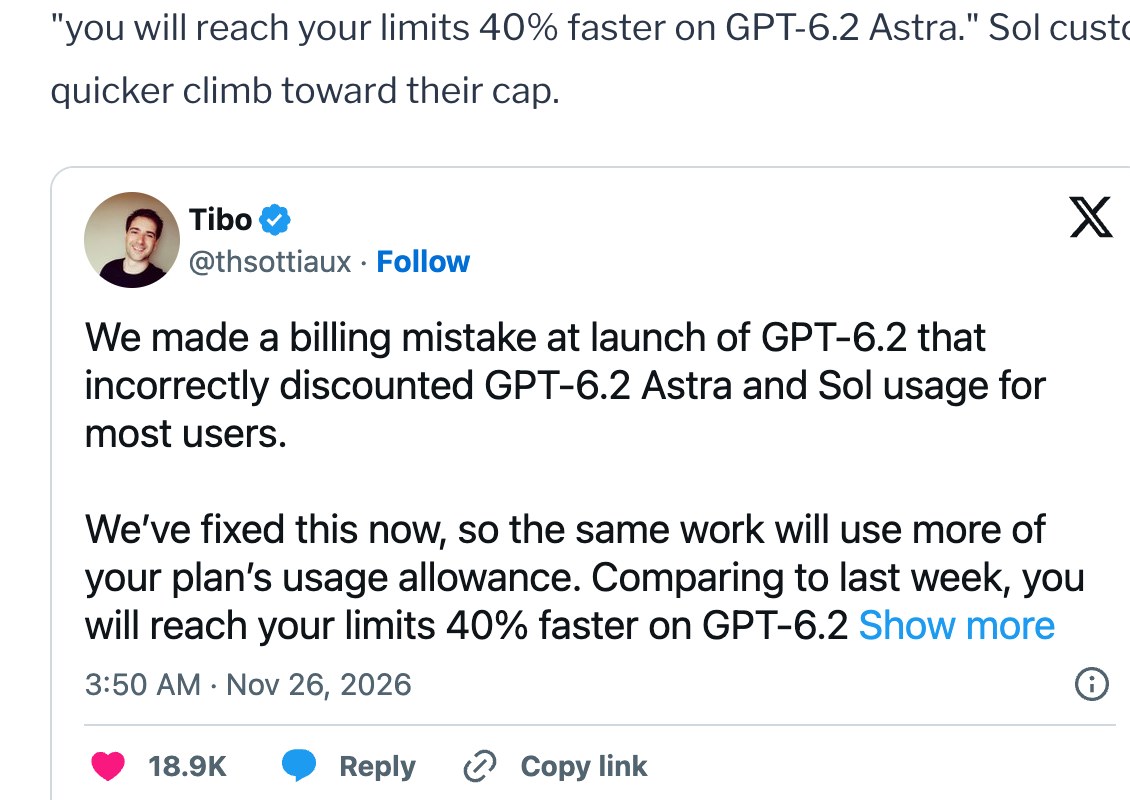 "you will reach your limits 40% faster on GPT-6.2 Astra." Sol
quicker climb toward their cap.
Tibo
@thsottiaux · Follow
We made a billing mistake at launch of GPT-6.2 that
incorrectly discounted GPT-6.2 Astra and Sol usage for
most users.
We’ve fixed this now, so the same work will use more of
your plan’s usage allowance. Comparing to last week, you
will reach your limits 40% faster on GPT-6.2 Show more
3:50 AM · Nov 26, 2026
18.9K Reply Copy link